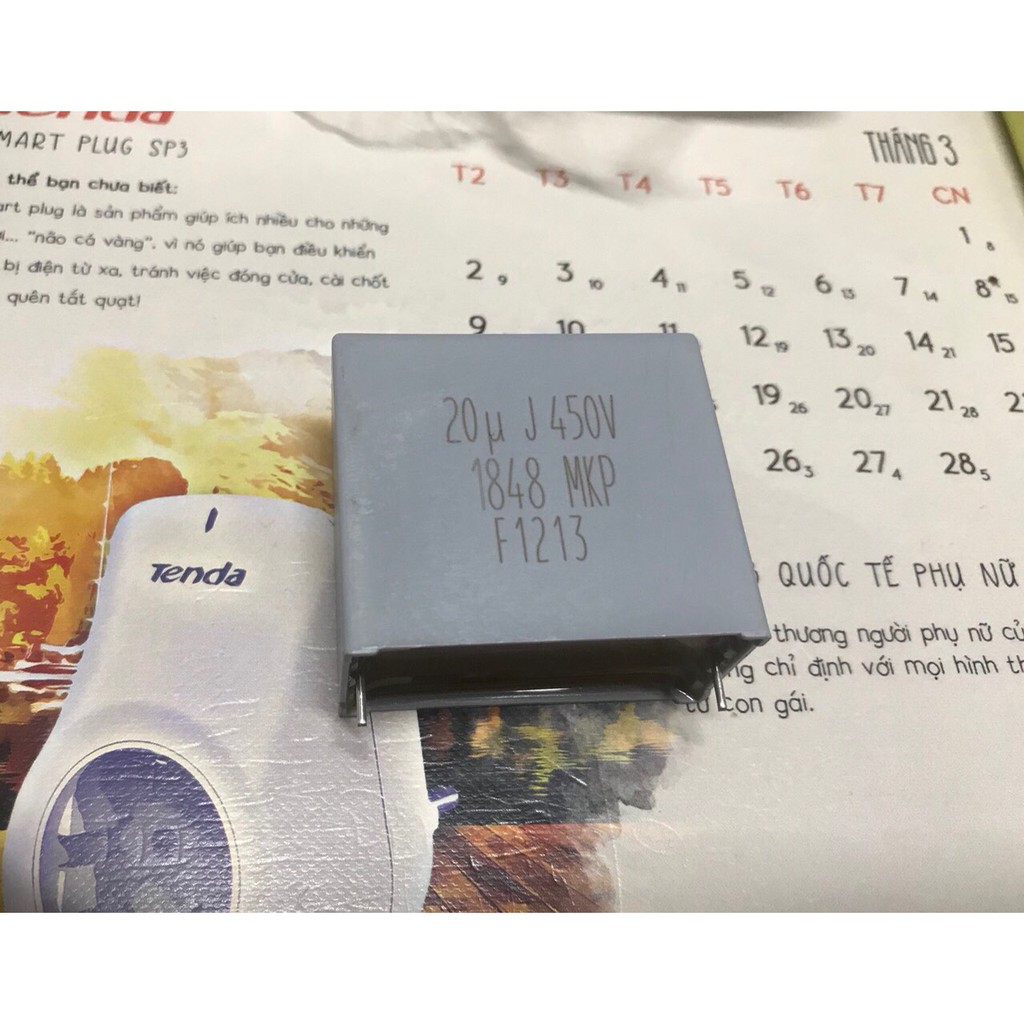 SMART PLUG SP3
thể bạn chưa biết:
plug là sản phẩm giúp ích nhiều cho những
"não cá vàng", vì nó giúp bạn điều khiển
bị điện từ xa, tránh việc đóng cửa, cài chốt
quên tắt quạt!
THÁNG 3
T2 T3 T4 T5 T6 T7 CN
1 8
2 9 3 10 4 11 5 12 6 13 7 14 8 15
9 10 11 12 19 13 20 14 21 15
19 26 20 27 21 28
26 3 27 4 28 5
20µ J 450V
1848 MKP
F1213
Tenda
QUỐC TẾ PHỤ NỮ
thương người phụ nữ
chỉ định với mọi hình
con gái.